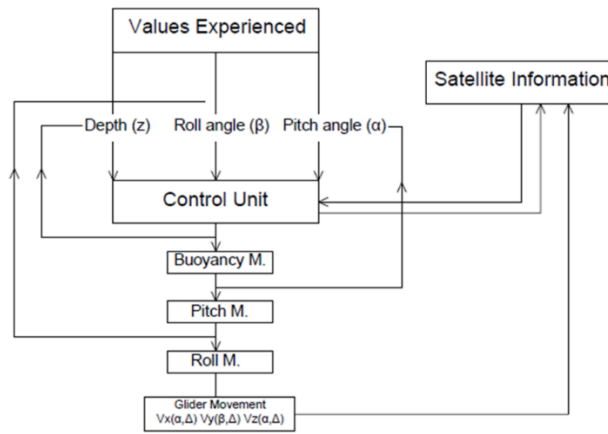 Values Experienced
Satellite Information
Depth (z) Roll angle (β) Pitch angle (α)
Control Unit
Buoyancy M.
Pitch M.
Roll M.
Glider Movement
Vx(α,Δ) Vy(β,Δ) Vz(α,Δ)